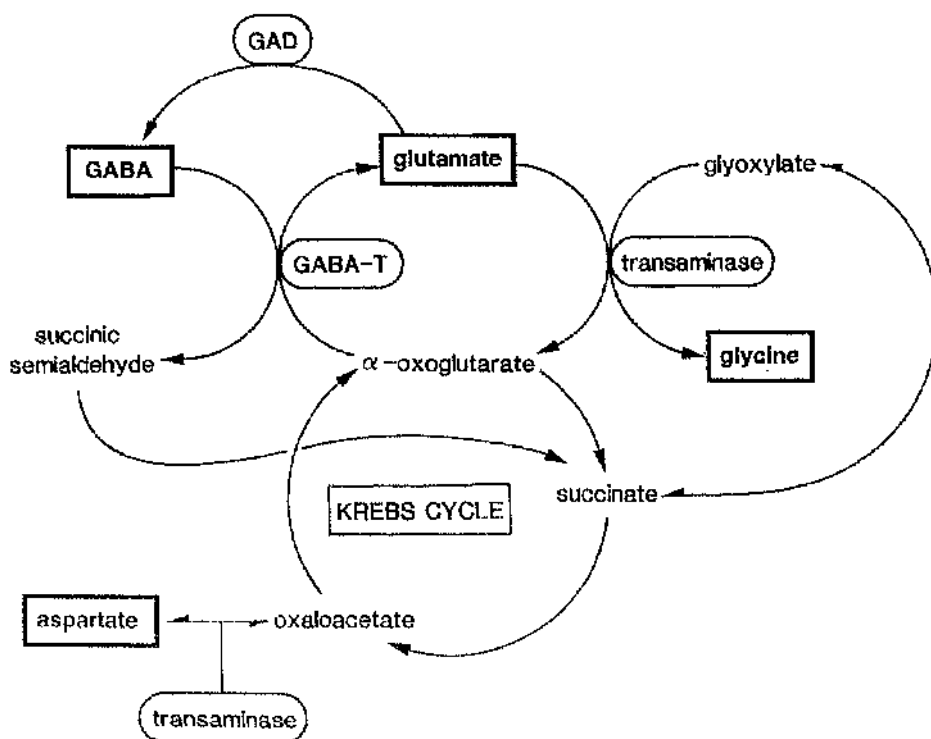 GAD
GABA
glutamate
glyoxylate
GABA-T
transaminase
succinic
semialdehyde
α-oxoglutarate
glycine
succinate
KREBS CYCLE
aspartate
oxaloacetate
transaminase